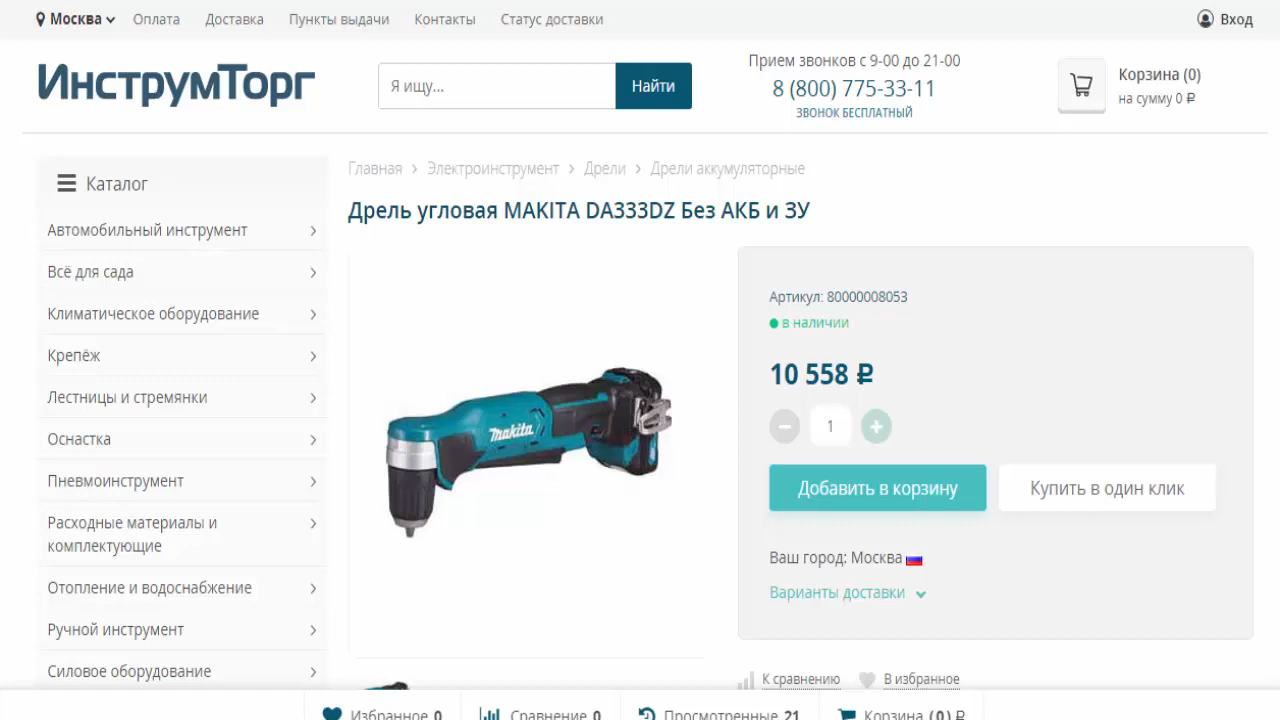 Москва Оплата Доставка Пункты выдачи Контакты Статус доставки Вход
ИнструмТорг
Я ищу...
Найти
Прием звонков с 9-00 до 21-00
8 (800) 775-33-11
ЗВОНОК БЕСПЛАТНЫЙ
Корзина (0)
на сумму 0 ₽
Каталог
Автомобильный инструмент
Всё для сада
Климатическое оборудование
Крепёж
Лестницы и стремянки
Оснастка
Пневмоинструмент
Расходные материалы и
комплектующие
Отопление и водоснабжение
Ручной инструмент
Силовое оборудование
Главная > Электроинструмент > Дрели > Дрели аккумуляторные
Дрель угловая MAKITA DA333DZ Без АКБ и ЗУ
makita
Артикул: 80000008053
в наличии
10 558 ₽
1
Добавить в корзину
Купить в один клик
Ваш город: Москва
Варианты доставки
К сравнению В избранное
Избранное 0 Сравнение 0 Просмотренные 21 Корзина (0) ₽